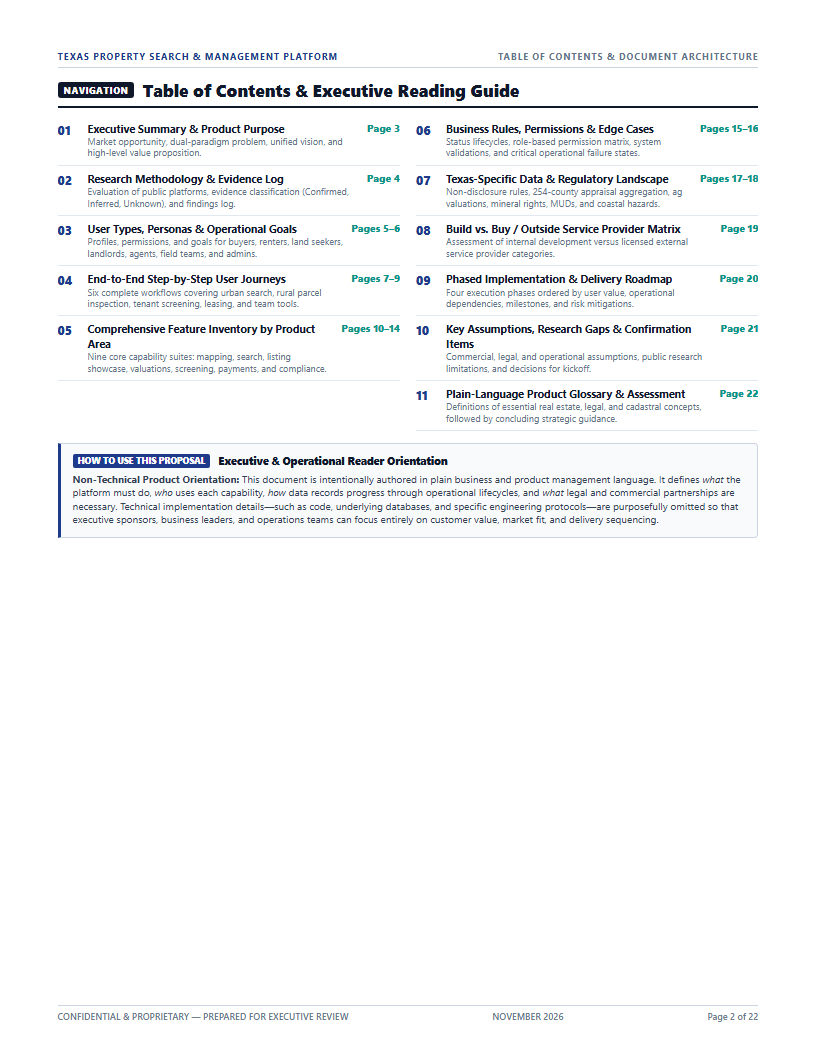 TEXAS PROPERTY SEARCH & MANAGEMENT PLATFORM
TABLE OF CONTENTS & DOCUMENT ARCHITECTURE
NAVIGATION Table of Contents & Executive Reading Guide
01 Executive Summary & Product Purpose Page 3
Market opportunity, dual-paradigm problem, unified vision, and
high-level value proposition.
02 Research Methodology & Evidence Log Page 4
Evaluation of public platforms, evidence classification (Confirmed,
Inferred, Unknown), and findings log.
03 User Types, Personas & Operational Goals Pages 5–6
Profiles, permissions, and goals for buyers, renters, land seekers,
landlords, agents, field teams, and admins.
04 End-to-End Step-by-Step User Journeys Pages 7–9
Six complete workflows covering urban search, rural parcel
inspection, tenant screening, leasing, and team tools.
05 Comprehensive Feature Inventory by Product Pages 10–14
Area
Nine core capability suites: mapping, search, listing
showcase, valuations, screening, payments, and compliance.
06 Business Rules, Permissions & Edge Cases Pages 15–16
Status lifecycles, role-based permission matrix, system
validations, and critical operational failure states.
07 Texas-Specific Data & Regulatory Landscape Pages 17–18
Non-disclosure rules, 254-county appraisal aggregation, ag
valuations, mineral rights, MUDs, and coastal hazards.
08 Build vs. Buy / Outside Service Provider Matrix Page 19
Assessment of internal development versus licensed external
service provider categories.
09 Phased Implementation & Delivery Roadmap Page 20
Four execution phases ordered by user value, operational
dependencies, milestones, and risk mitigations.
10 Key Assumptions, Research Gaps & Confirmation Page 21
Items
Commercial, legal, and operational assumptions, public research
limitations, and decisions for kickoff.
11 Plain-Language Product Glossary & Assessment Page 22
Definitions of essential real estate, legal, and cadastral concepts,
followed by concluding strategic guidance.
HOW TO USE THIS PROPOSAL Executive & Operational Reader Orientation
Non-Technical Product Orientation: This document is intentionally authored in plain business and product management language. It defines what the
platform must do, who uses each capability, how data records progress through operational lifecycles, and what legal and commercial partnerships are
necessary. Technical implementation details—such as code, underlying databases, and specific engineering protocols—are purposefully omitted so that
executive sponsors, business leaders, and operations teams can focus entirely on customer value, market fit, and delivery sequencing.
CONFIDENTIAL & PROPRIETARY — PREPARED FOR EXECUTIVE REVIEW
NOVEMBER 2026
Page 2 of 22